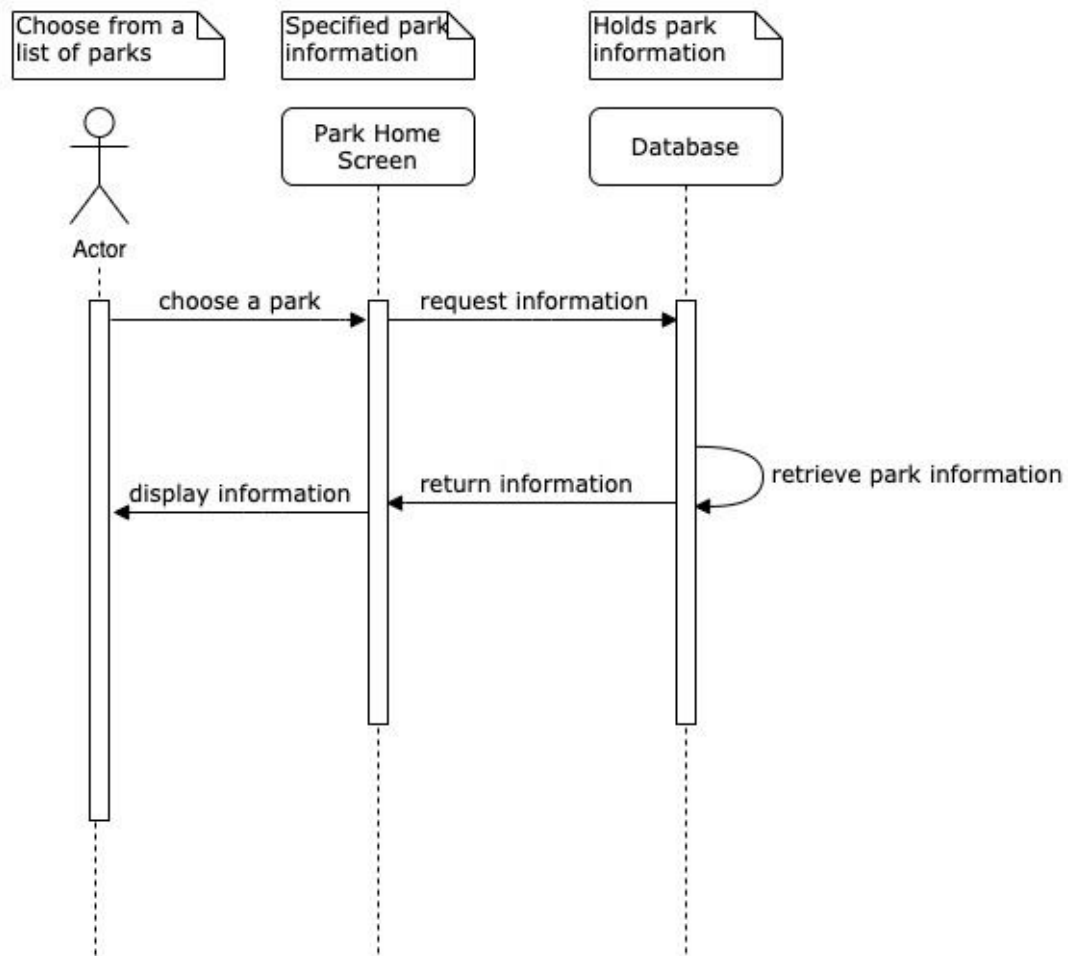 Choose from a
list of parks
Specified park
information
Holds park
information
Park Home
Screen
Database
Actor
choose a park
request information
retrieve park information
return information
display information